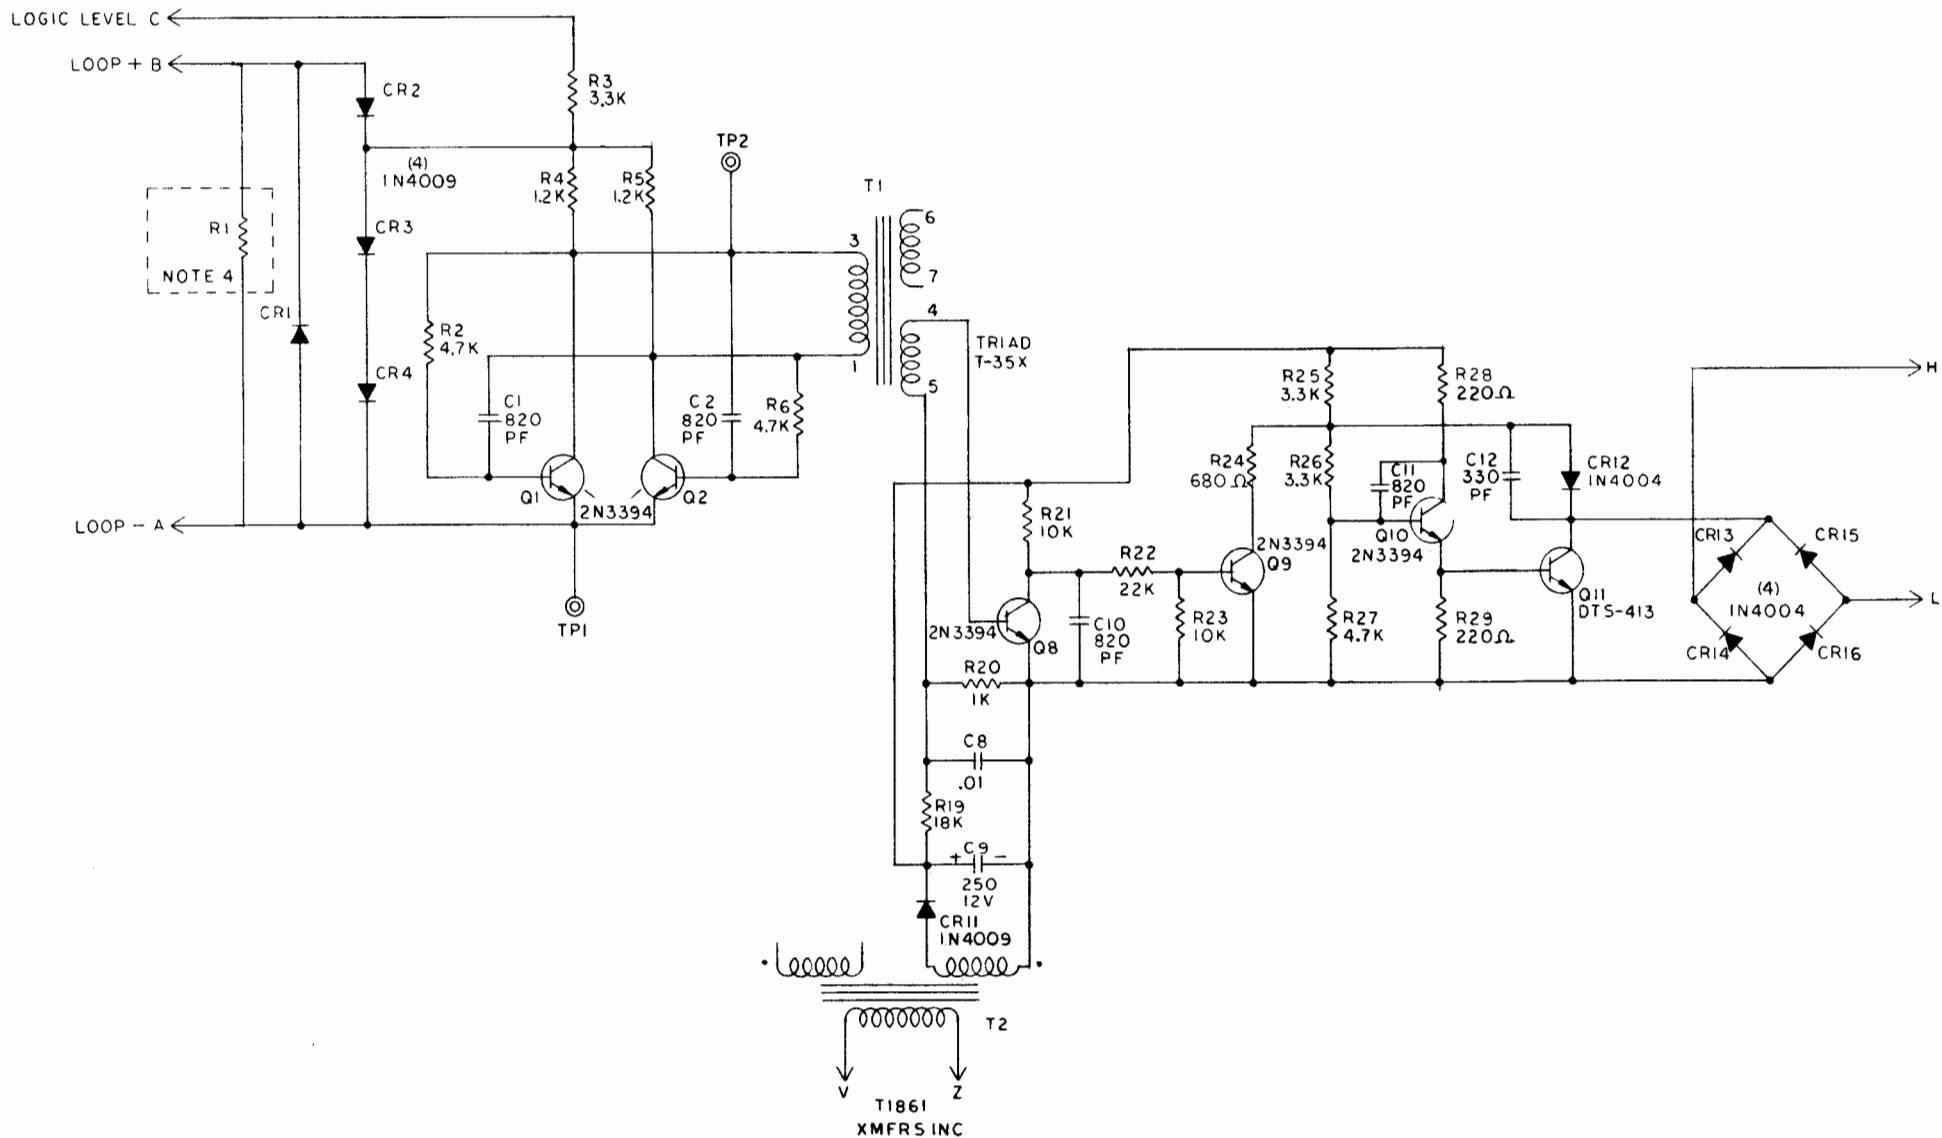 LOGIC LEVEL C
LOOP + B
CR2
R3
3.3K
TP2
(4)
1N4009
R4
1.2K
R5
1.2K
T1
R1
NOTE 4
CR3
6
3
7
CR1
R2
4.7K
4
TRIAD
T-35X
1
5
CR4
C1
820
PF
C2
820
PF
R6
4.7K
R25
3.3K
R28
220Ω
H
R24
680Ω
R26
3.3K
C11
820
PF
C12
330
PF
CR12
1N4004
Q1
2N3394
Q2
LOOP - A
R21
10K
R22
22K
2N3394
Q9
Q10
2N3394
CR13
CR15
(4)
1N4004
Q11
DTS-413
L
TP1
2N3394
Q8
C10
820
PF
R23
10K
R27
4.7K
R29
220Ω
CR14
CR16
R20
1K
C8
.01
R19
18K
+ C9 -
250
12V
CR11
1N4009
T2
V
Z
T1861
XMFRS INC